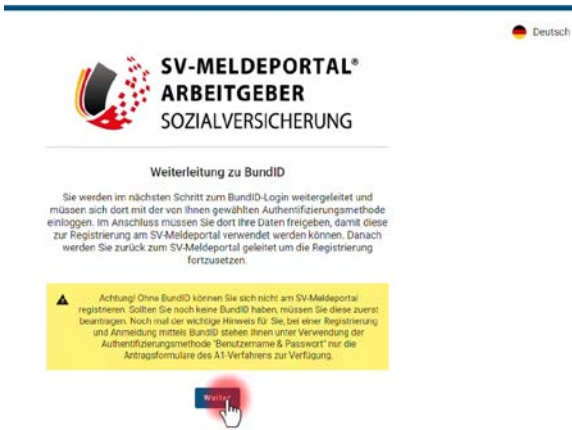 Deutsch
SV-MELDEPORTAL®
ARBEITGEBER
SOZIALVERSICHERUNG
Weiterleitung zu BundID
Sie werden im nächsten Schritt zum BundID-Login weitergeleitet und
müssen sich dort mit der von Ihnen gewählten Authentifizierungsmethode
einloggen. Im Anschluss müssen Sie dort Ihre Daten freigeben, damit diese
zur Registrierung am SV-Meldeportal verwendet werden können. Danach
werden Sie zurück zum SV-Meldeportal geleitet um die Registrierung
fortzusetzen.
Achtung! Ohne BundID können Sie sich nicht am SV-Meldeportal
registrieren. Sollten Sie noch keine BundID haben, müssen Sie diese zuerst
beantragen. Noch mal der wichtige Hinweis für Sie, bei einer Registrierung
und Anmeldung mittels BundID stehen Ihnen unter Verwendung der
Authentifizierungsmethode "Benutzername & Passwort" nur die
Antragsformulare des A1-Verfahrens zur Verfügung.
Weiter